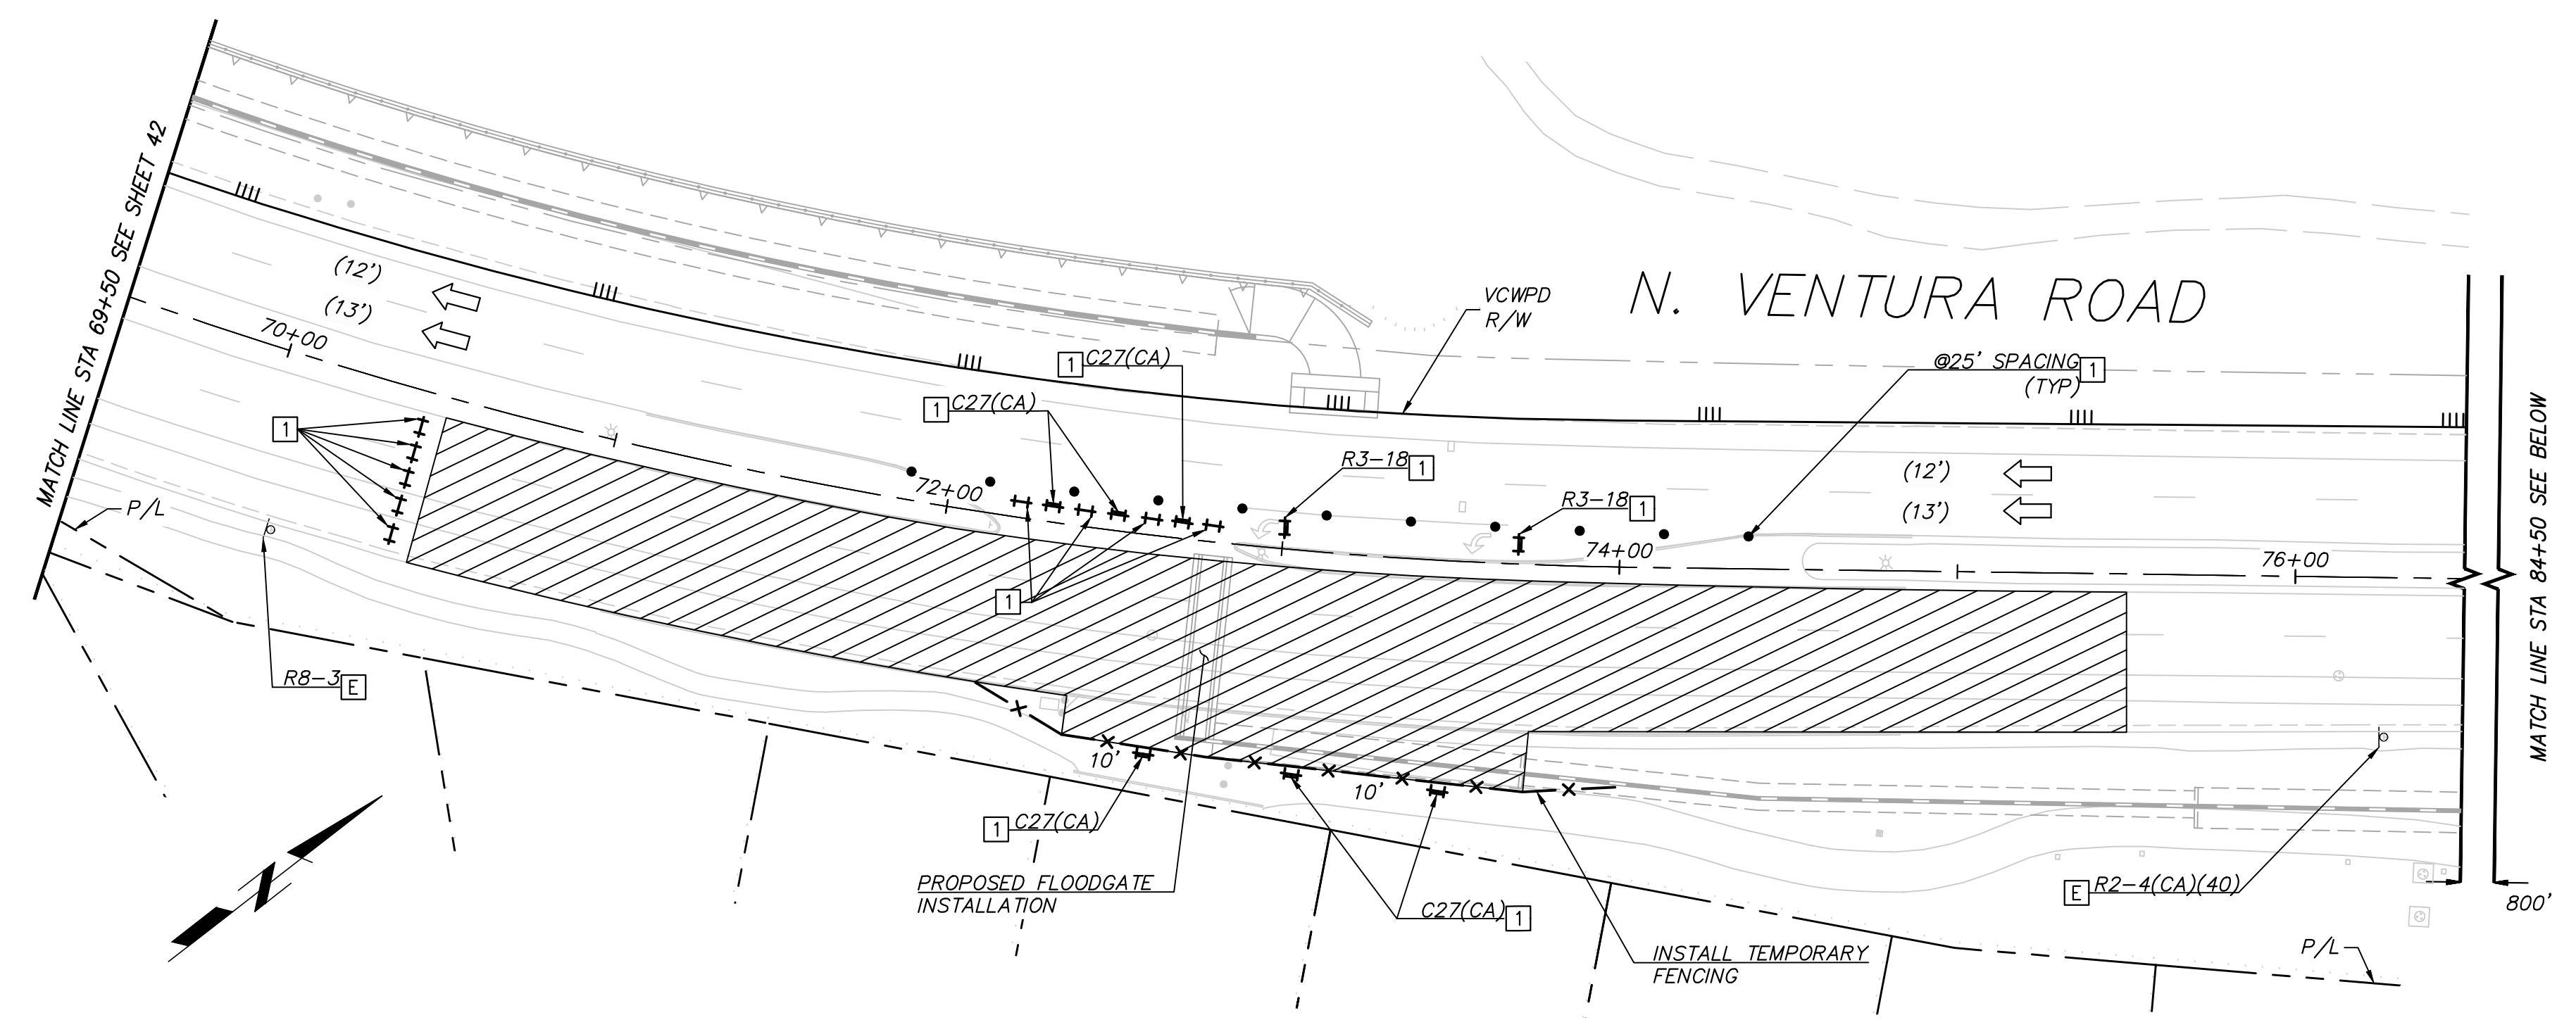 MATCH LINE STA 69+50 SEE SHEET 42
VCWPD
R/W
N. VENTURA ROAD
(12')
(13')
70+00
1 C27(CA)
1 C27(CA)
@25' SPACING 1
(TYP)
1
R3-18 1
R3-18 1
(12')
(13')
72+00
74+00
76+00
P/L
1
R8-3 E
10'
10'
1 C27(CA)
PROPOSED FLOODGATE
INSTALLATION
C27(CA) 1
E R2-4(CA)(40)
INSTALL TEMPORARY
FENCING
P/L
800'
MATCH LINE STA 84+50 SEE BELOW
N